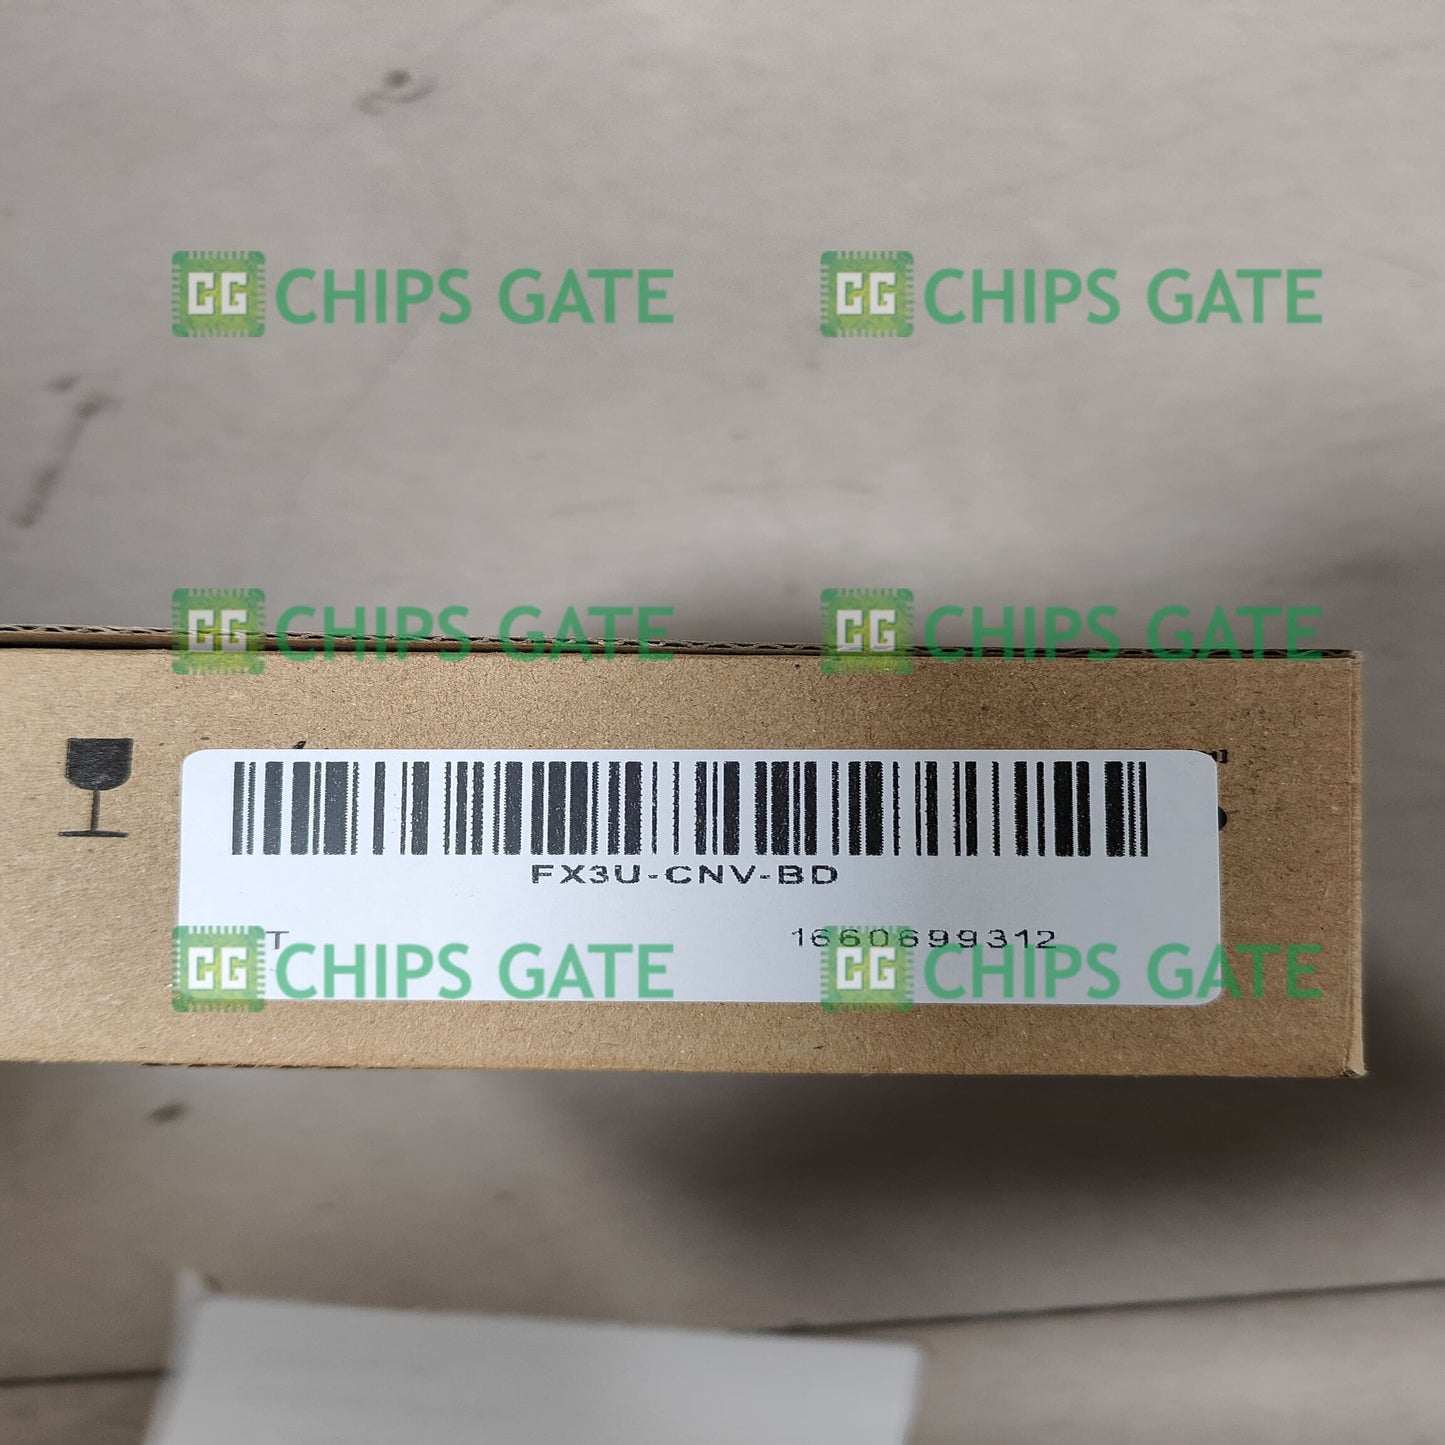 CG CHIPS GATE CG CHIPS GATE
CG CHIPS GATE CG CHIPS GATE
FX3U-CNV-BD
T 1660699312
CG CHIPS GATE CG CHIPS GATE